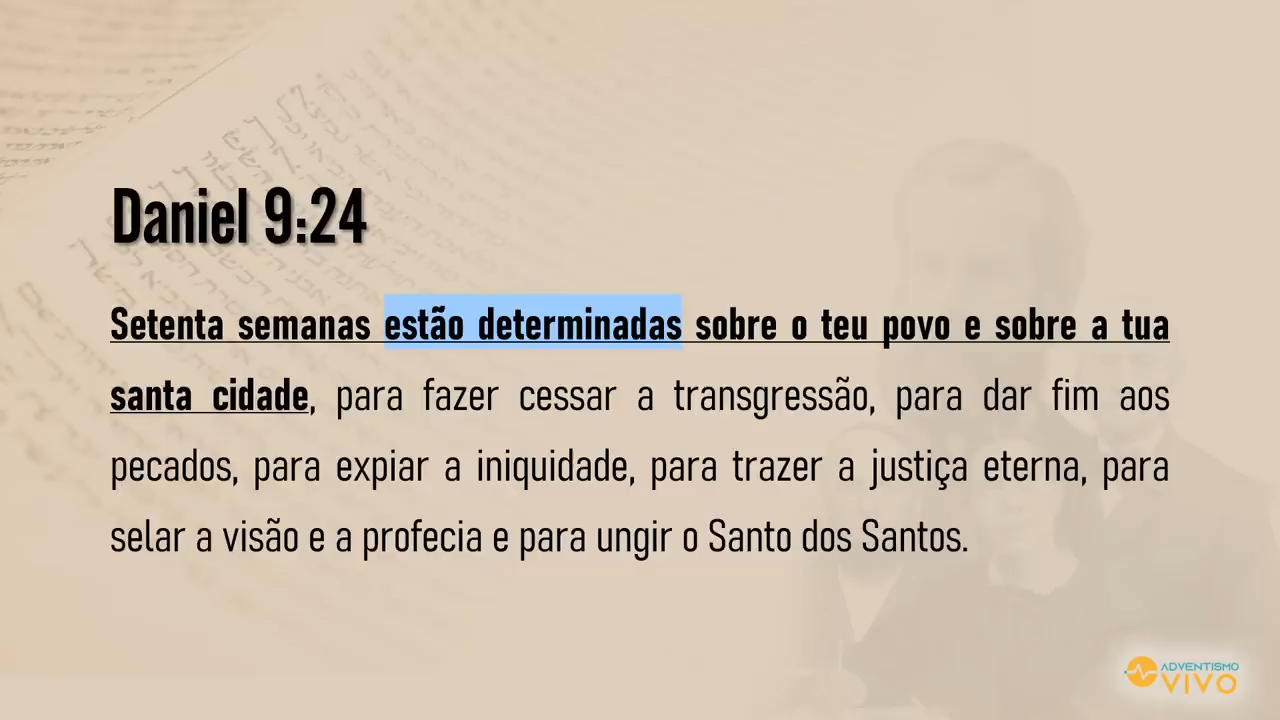 Daniel 9:24
Setenta semanas estão determinadas sobre o teu povo e sobre a tua
santa cidade, para fazer cessar a transgressão, para dar fim aos
pecados, para expiar a iniquidade, para trazer a justiça eterna, para
selar a visão e a profecia e para ungir o Santo dos Santos.
ADVENTISMO
VIVO